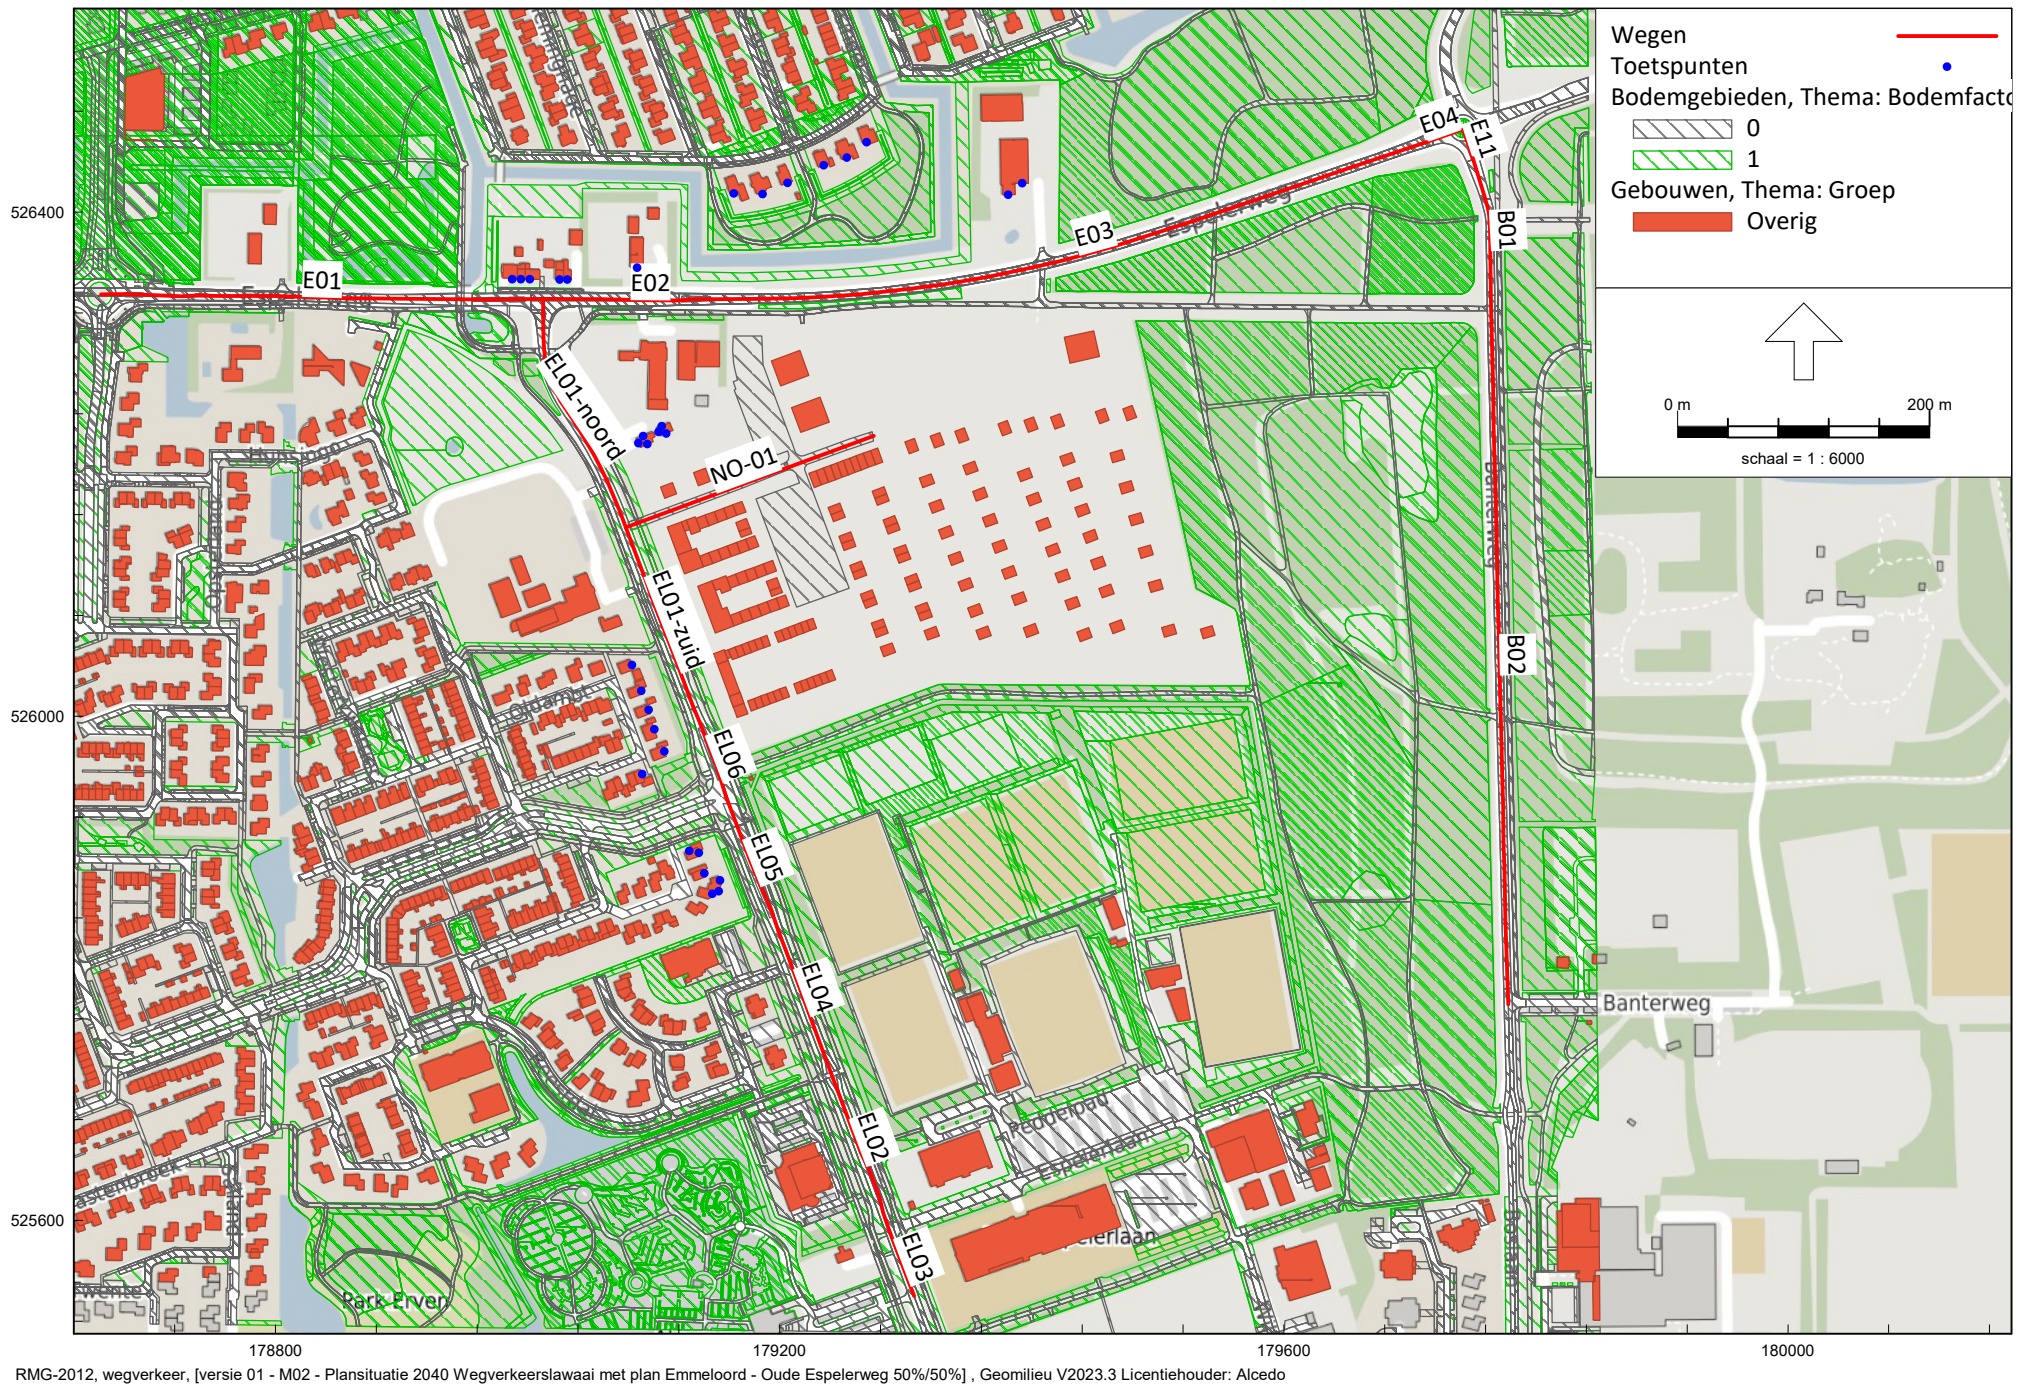 Wegen
Toetspunten
Bodemgebieden, Thema: Bodemfacto
0
1
Gebouwen, Thema: Groep
Overig
0 m
200 m
schaal = 1 : 6000
526400
526000
525600
178800
179200
179600
180000
E01
E02
E03
E04
E11
B01
Espelerweg
EL01-noord
NO-01
EL01-zuid
Banterweg
B02
EL06
EL05
EL04
Banterweg
EL02
Espelerlaan
EL03
Park Erven
RMG-2012, wegverkeer, [versie 01 - M02 - Plansituatie 2040 Wegverkeerslawaai met plan Emmeloord - Oude Espelerweg 50%/50%] , Geomilieu V2023.3 Licentiehouder: Alcedo